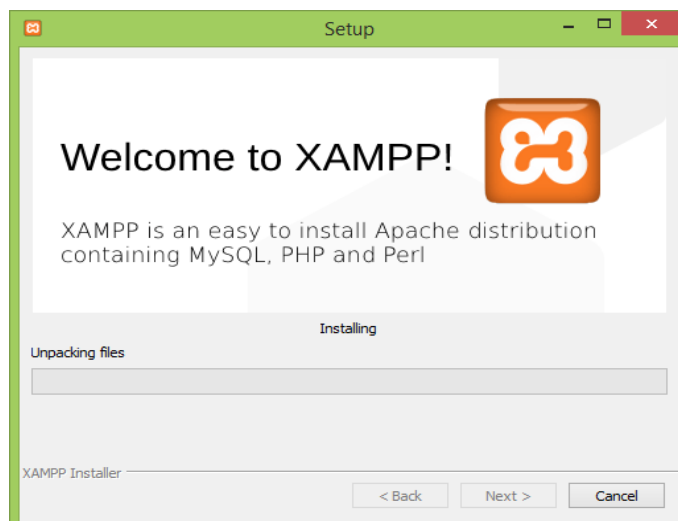 Setup
Welcome to XAMPP!
XAMPP is an easy to install Apache distribution
containing MySQL, PHP and Perl
Installing
Unpacking files
XAMPP Installer
< Back
Next >
Cancel